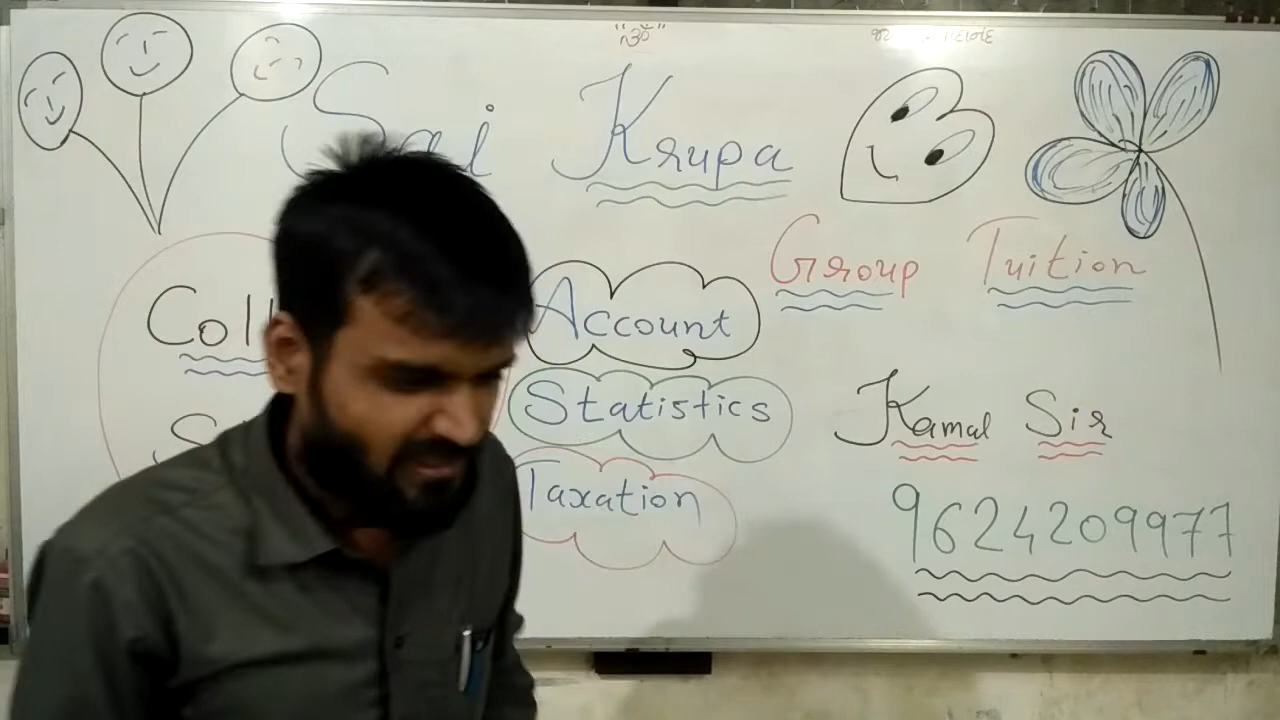 "ૐ"
Sai Krupa
Group Tuition
Account
Statistics
Taxation
Kamal Sir
9624209977